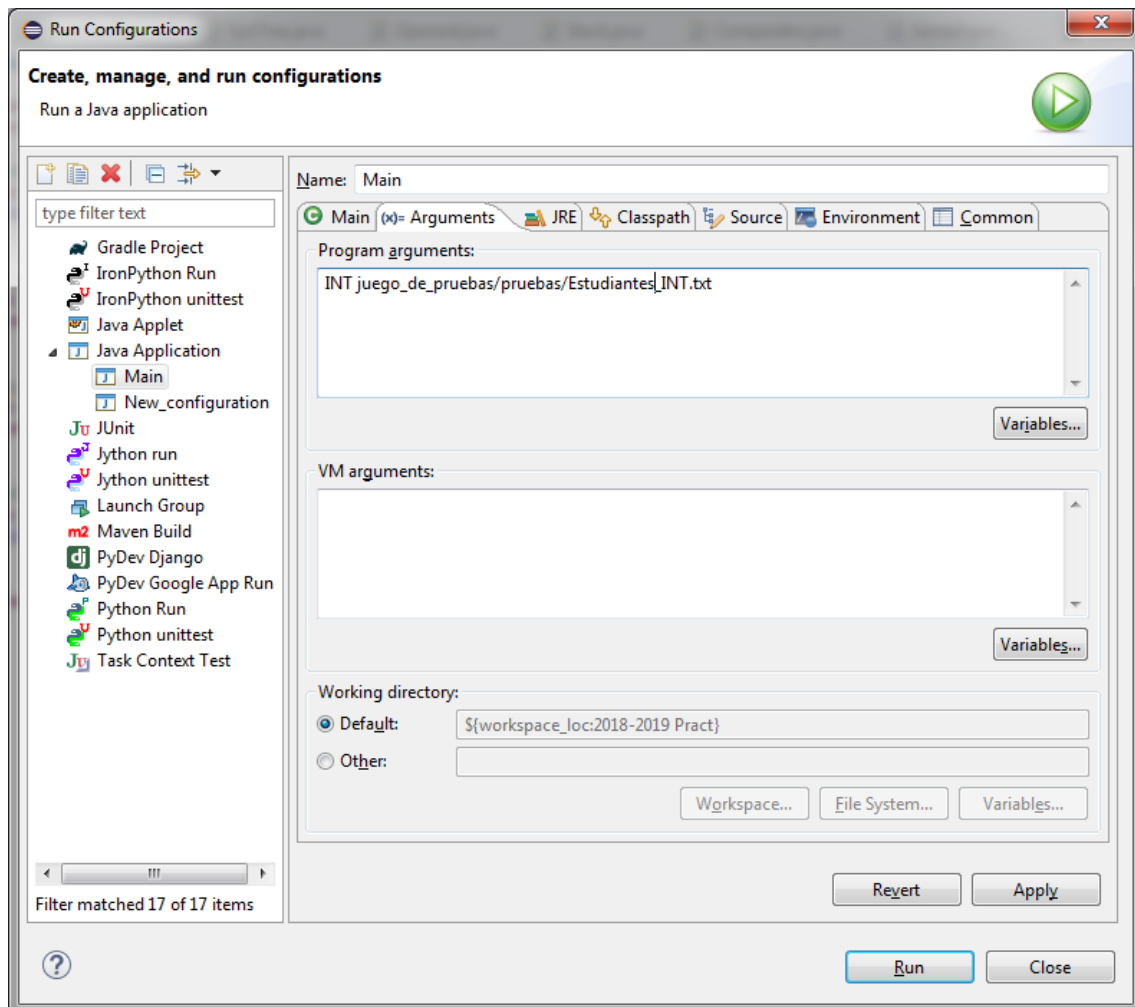 Run Configurations
Create, manage, and run configurations
Run a Java application
type filter text
Gradle Project
IronPython Run
IronPython unittest
Java Applet
Java Application
Main
New_configuration
JUnit
Jython run
Jython unittest
Launch Group
Maven Build
PyDev Django
PyDev Google App Run
Python Run
Python unittest
Task Context Test
Filter matched 17 of 17 items
Name: Main
Main (x)= Arguments JRE Classpath Source Environment Common
Program arguments:
INT juego_de_pruebas/pruebas/Estudiantes_INT.txt
Variables...
VM arguments:
Variables...
Working directory:
Default: ${workspace_loc:2018-2019 Pract}
Other:
Workspace... File System... Variables...
Revert Apply
Run Close